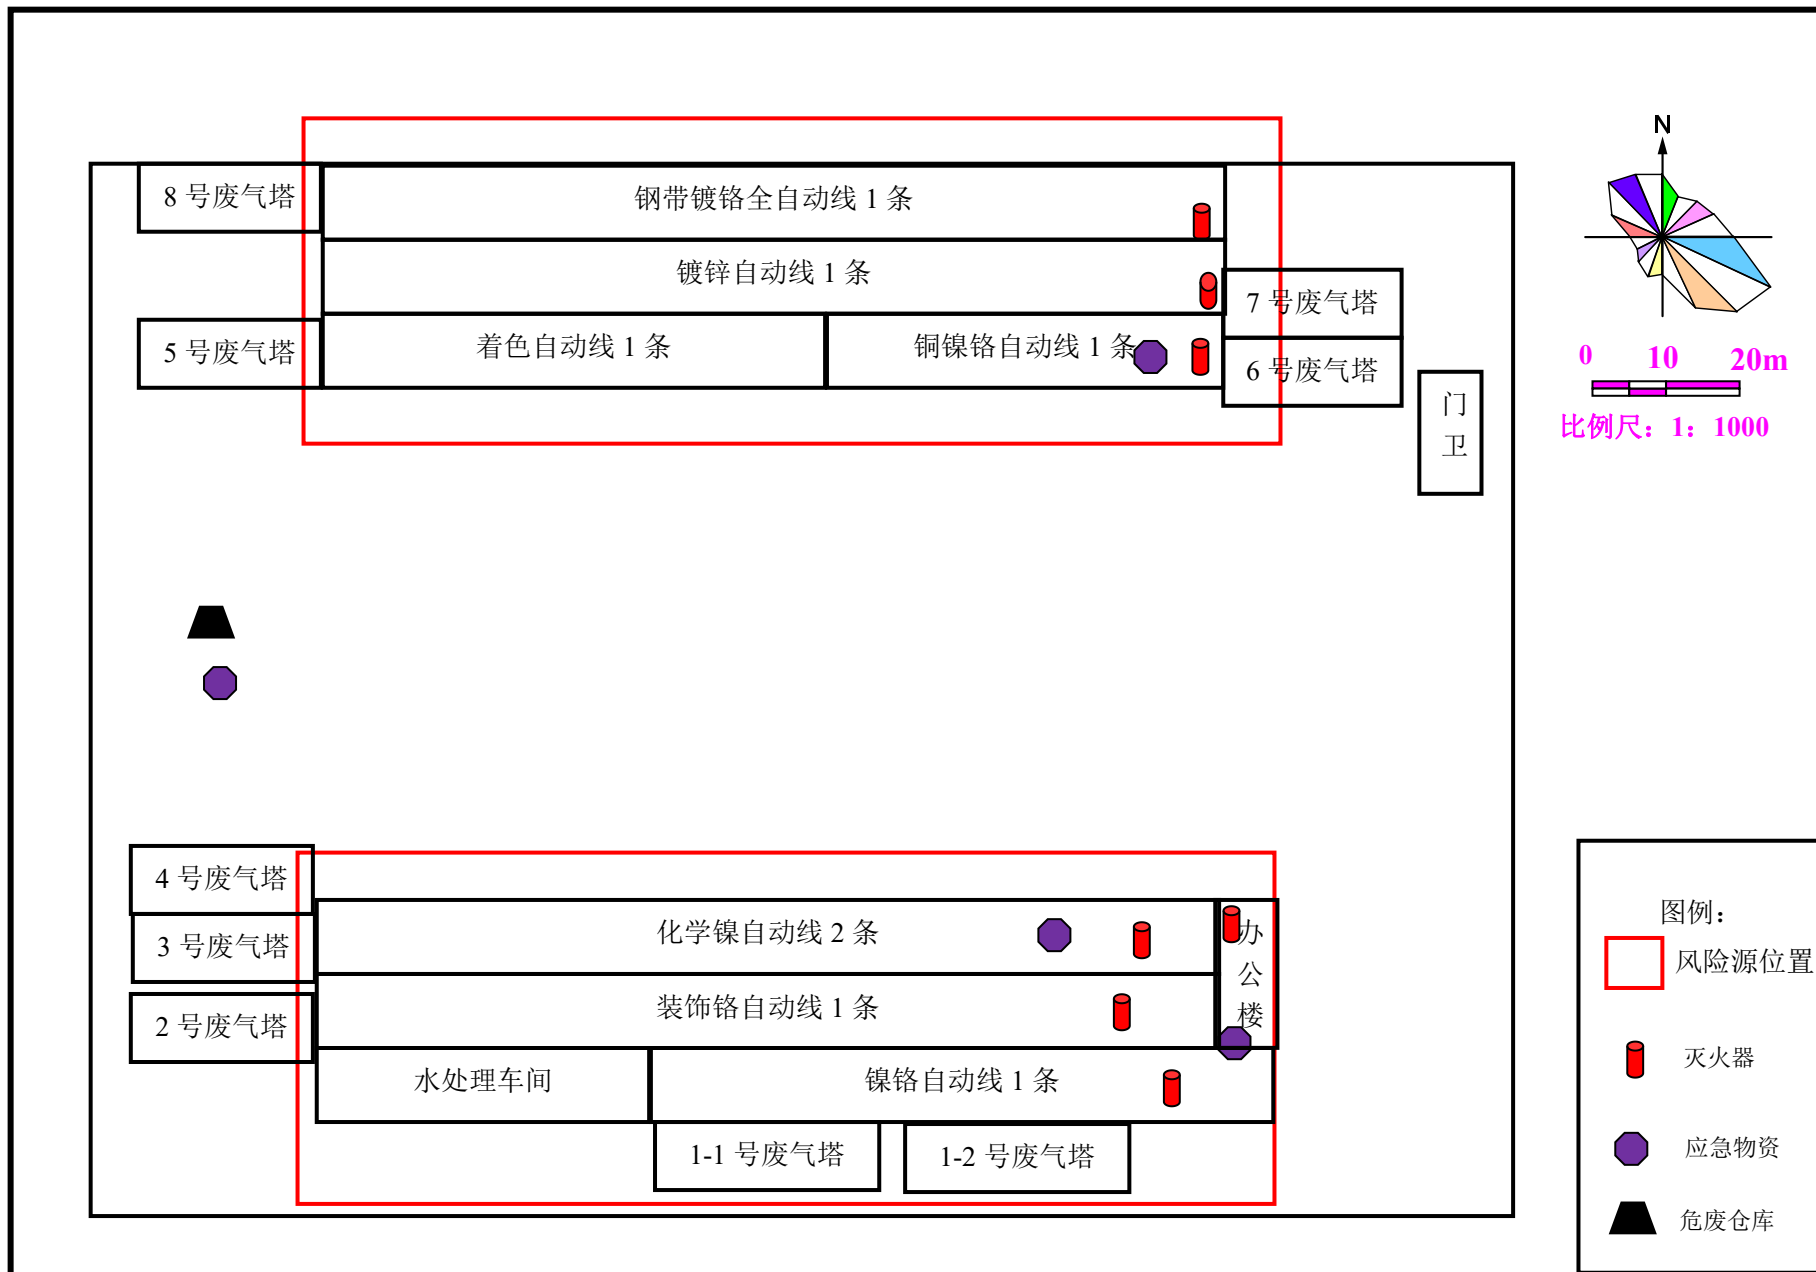 N
8 号废气塔
钢带镀铬全自动线 1 条
镀锌自动线 1 条
7 号废气塔
5 号废气塔
着色自动线 1 条
铜镍铬自动线 1 条
6 号废气塔
0 10 20m
比例尺：1：1000
门
卫
4 号废气塔
3 号废气塔
化学镍自动线 2 条
办
公
楼
2 号废气塔
装饰铬自动线 1 条
水处理车间
镍铬自动线 1 条
1-1 号废气塔
1-2 号废气塔
图例：
风险源位置
灭火器
应急物资
危废仓库